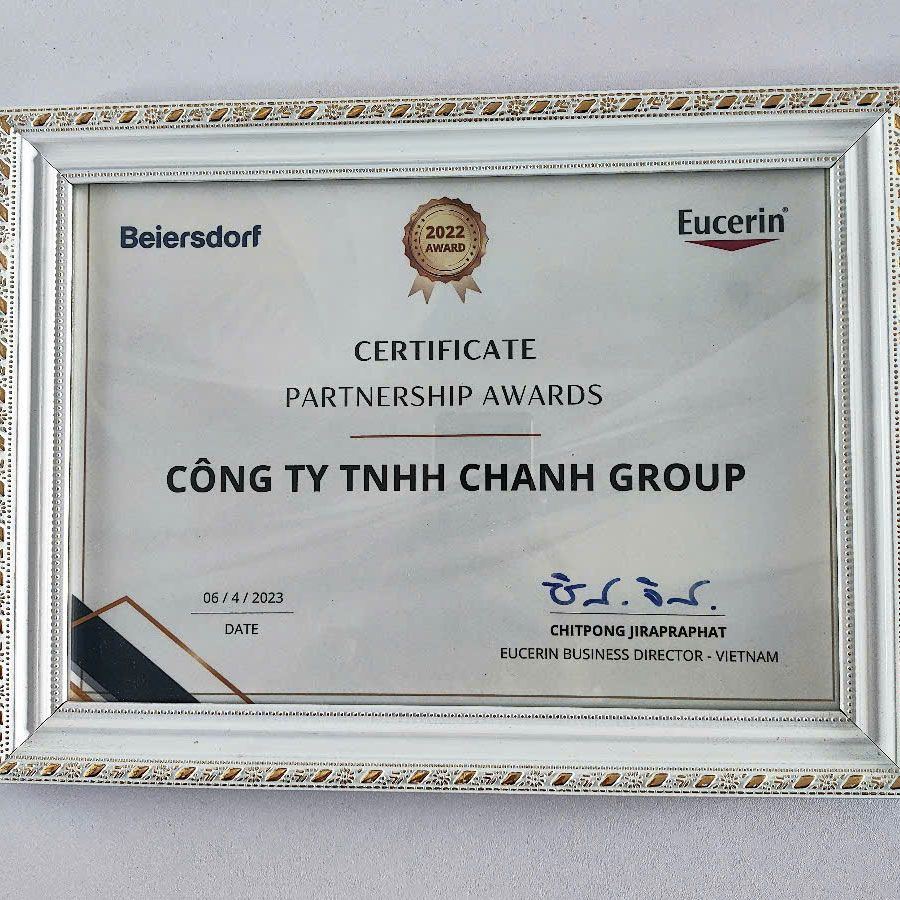 Beiersdorf
2022
AWARD
Eucerin®
CERTIFICATE
PARTNERSHIP AWARDS
CÔNG TY TNHH CHANH GROUP
06 / 4 / 2023
DATE
CHITPONG JIRAPRAPHAT
EUCERIN BUSINESS DIRECTOR - VIETNAM